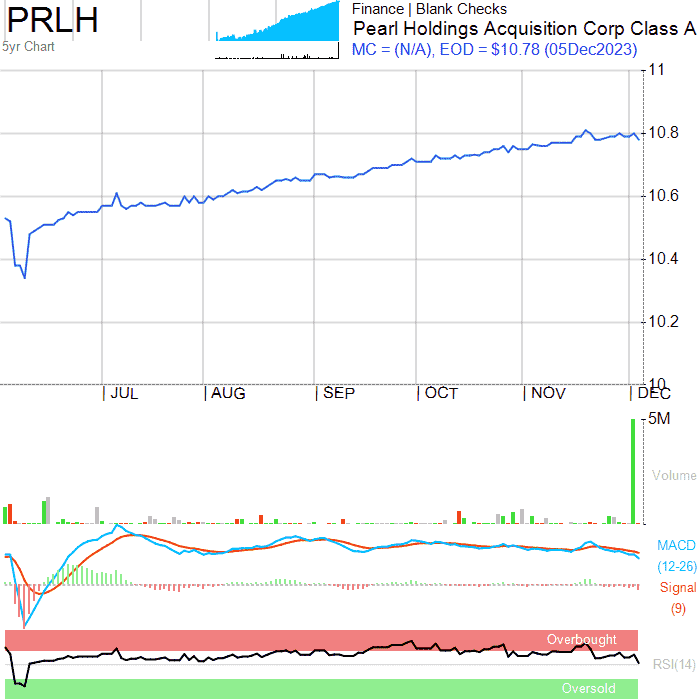 PRLH
5yr Chart
Finance | Blank Checks
Pearl Holdings Acquisition Corp Class A
MC = (N/A), EOD = $10.78 (05Dec2023)
11
10.8
10.6
10.4
10.2
10
| JUL | AUG | SEP | OCT | NOV | DEC
5M
Volume
MACD
(12-26)
Signal
(9)
Overbought
RSI(14)
Oversold